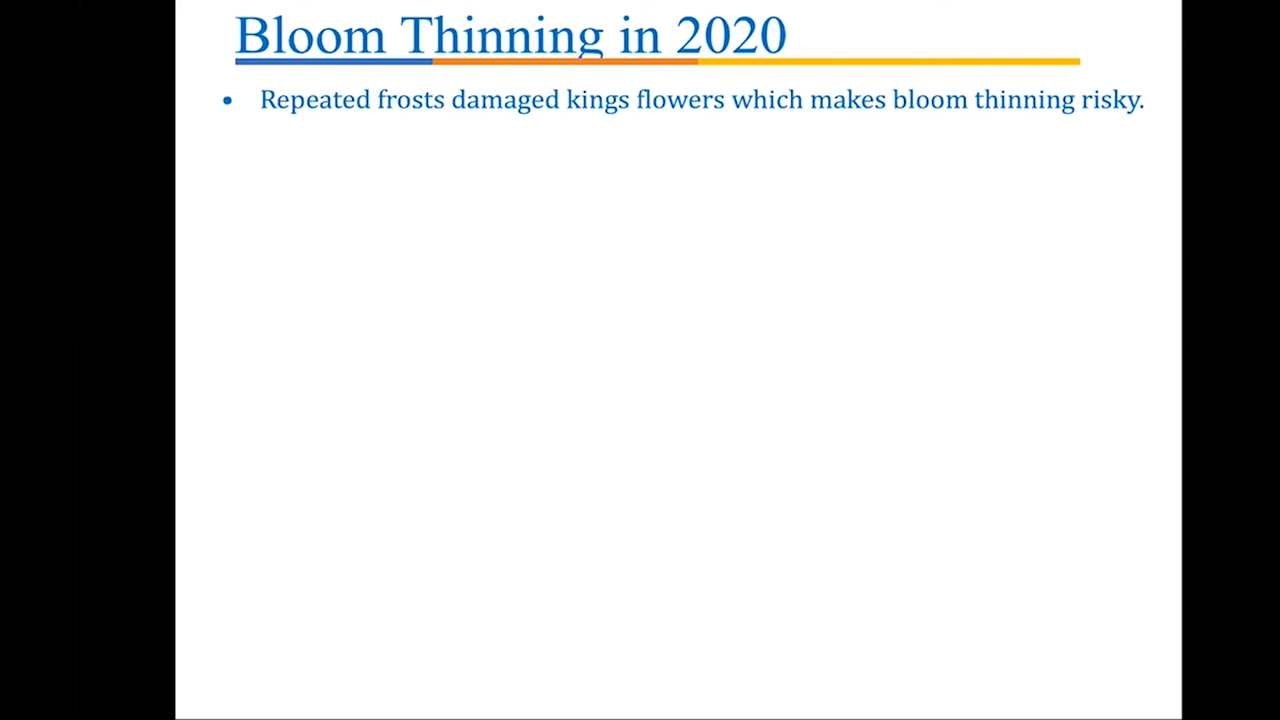 Bloom Thinning in 2020
• Repeated frosts damaged kings flowers which makes bloom thinning risky.